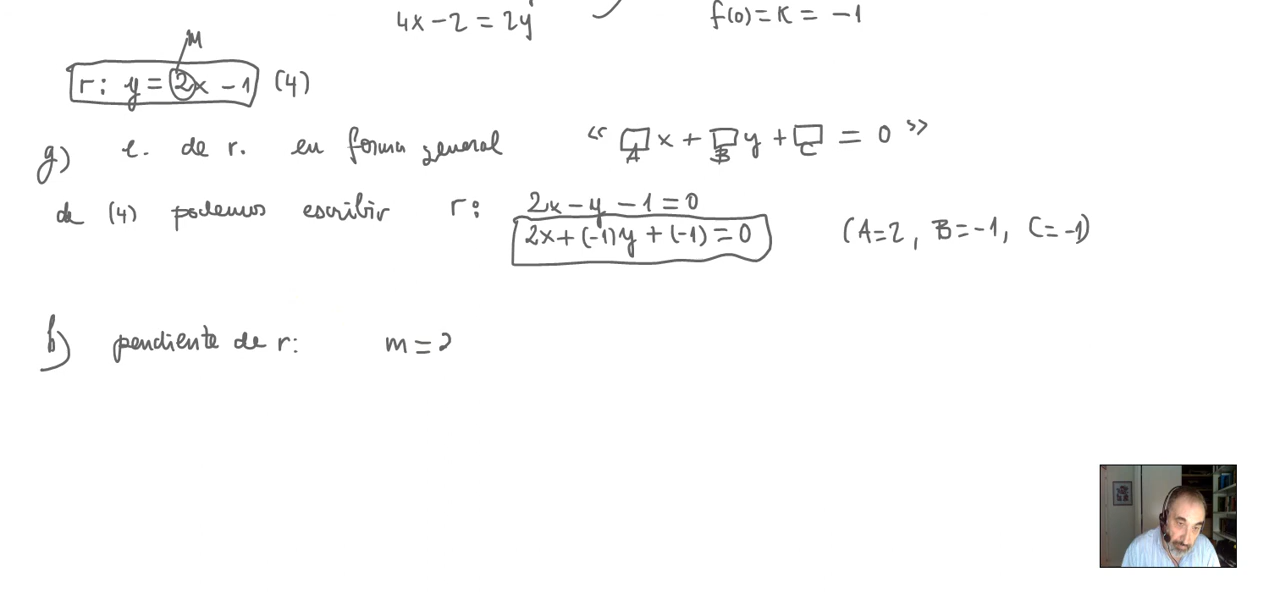 4x - 2 = 2y f(0) = K = -1
M
r: y = 2x - 1 (4)
g) e. de r. en forma general « □x + □y + □ = 0 »
A B C
de (4) podemos escribir r: 2x - y - 1 = 0
2x + (-1)y + (-1) = 0 (A=2, B=-1, C=-1)
h) pendiente de r: m = 2